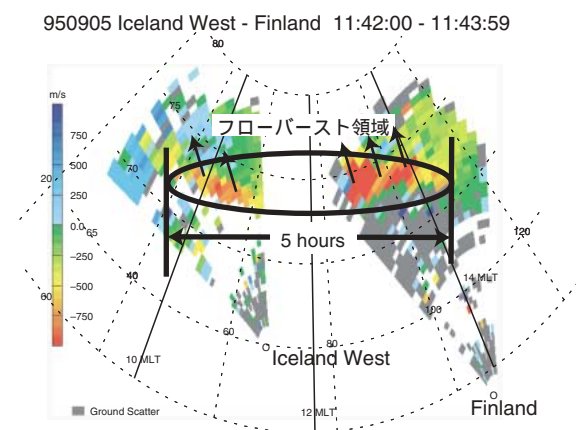 950905 Iceland West - Finland 11:42:00 - 11:43:59
80
m/s
75
フローバースト領域
750
70
20
500
250
0.0
65
5 hours
120
-250
40
14 MLT
-500
60
100
-750
60
80
Iceland West
10 MLT
Finland
Ground Scatter
12 MLT